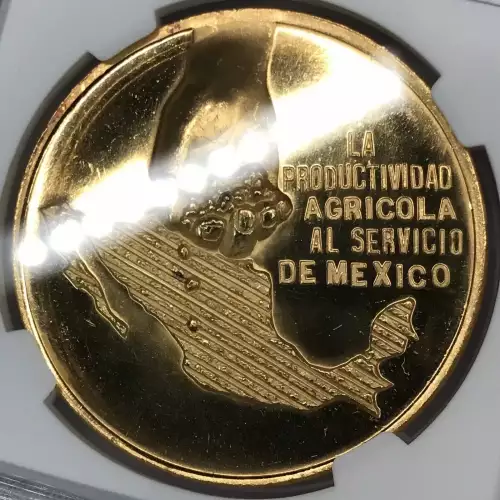 LA
PRODUCTIVIDAD
AGRICOLA
AL SERVICIO
DE MEXICO